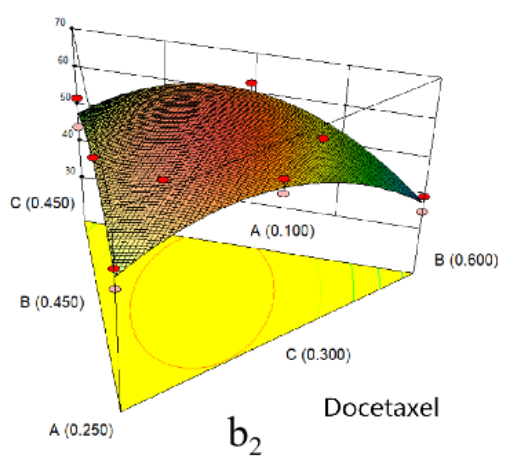 70
60
50
40
30
C (0.450)
A (0.100)
B (0.600)
B (0.450)
C (0.300)
A (0.250)
Docetaxel
b2